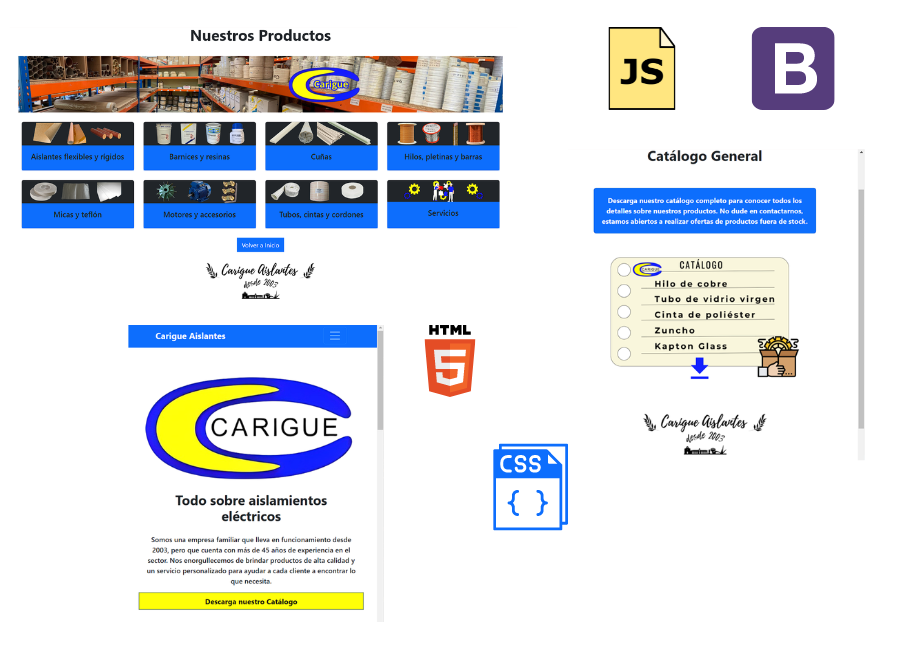 Nuestros Productos
Carigue
Aislantes flexibles y rígidos
Barnices y resinas
Cuñas
Hilos, pletinas y barras
Micas y teflón
Motores y accesorios
Tubos, cintas y cordones
Servicios
Volver a Inicio
Carigue Aislantes
desde 2003
JS
B
Catálogo General
Descarga nuestro catálogo completo para conocer todos los
detalles sobre nuestros productos. No dude en contactarnos,
estamos abiertos a realizar ofertas de productos fuera de stock.
CARIGUE
CATÁLOGO
Hilo de cobre
Tubo de vidrio virgen
Cinta de poliéster
Zuncho
Kapton Glass
Carigue Aislantes
desde 2003
Carigue Aislantes
CARIGUE
Todo sobre aislamientos
eléctricos
Somos una empresa familiar que lleva en funcionamiento desde
2003, pero que cuenta con más de 45 años de experiencia en el
sector. Nos enorgullecemos de brindar productos de alta calidad y
un servicio personalizado para ayudar a cada cliente a encontrar lo
que necesita.
Descarga nuestro Catálogo
HTML
5
CSS
{ }